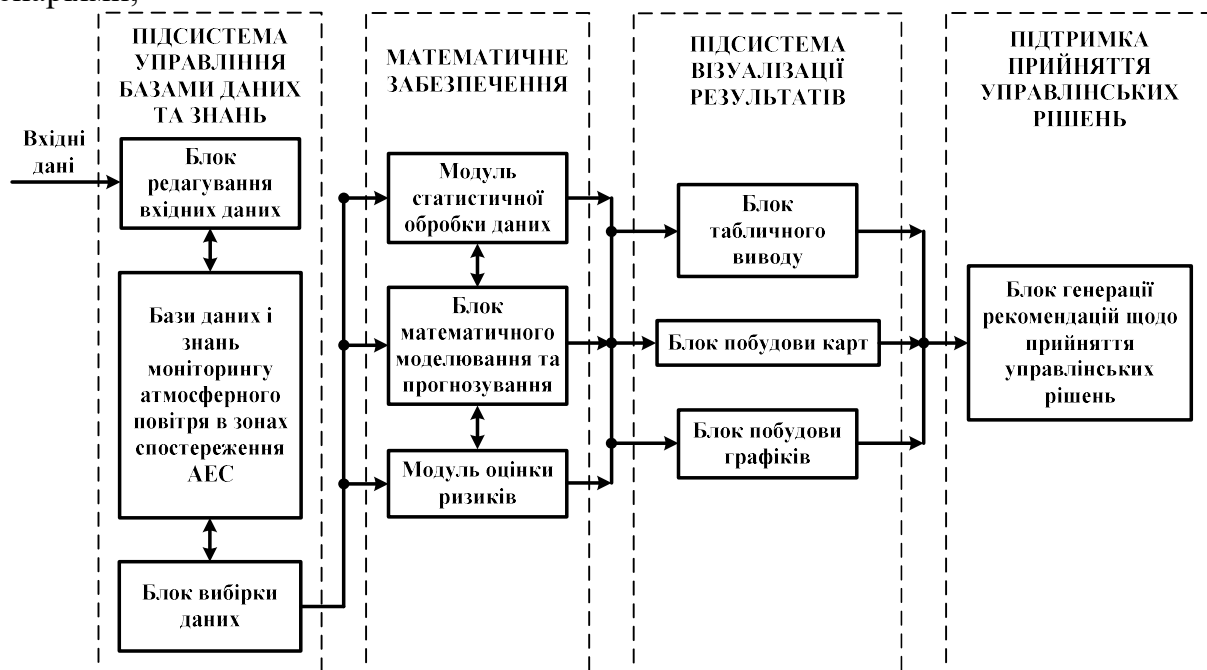 ПІДСИСТЕМА
УПРАВЛІННЯ
БАЗАМИ ДАНИХ
ТА ЗНАНЬ
МАТЕМАТИЧНЕ
ЗАБЕЗПЕЧЕННЯ
ПІДСИСТЕМА
ВІЗУАЛІЗАЦІЇ
РЕЗУЛЬТАТІВ
ПІДТРИМКА
ПРИЙНЯТТЯ
УПРАВЛІНСЬКИХ
РІШЕНЬ
Вхідні
дані
Блок
редагування
вхідних даних
Бази даних і
знань
моніторингу
атмосферного
повітря в зонах
спостереження
АЕС
Блок вибірки
даних
Модуль
статистичної
обробки даних
Блок
математичного
моделювання та
прогнозування
Модуль оцінки
ризиків
Блок
табличного
виводу
Блок побудови карт
Блок побудови
графіків
Блок генерації
рекомендацій щодо
прийняття
управлінських
рішень